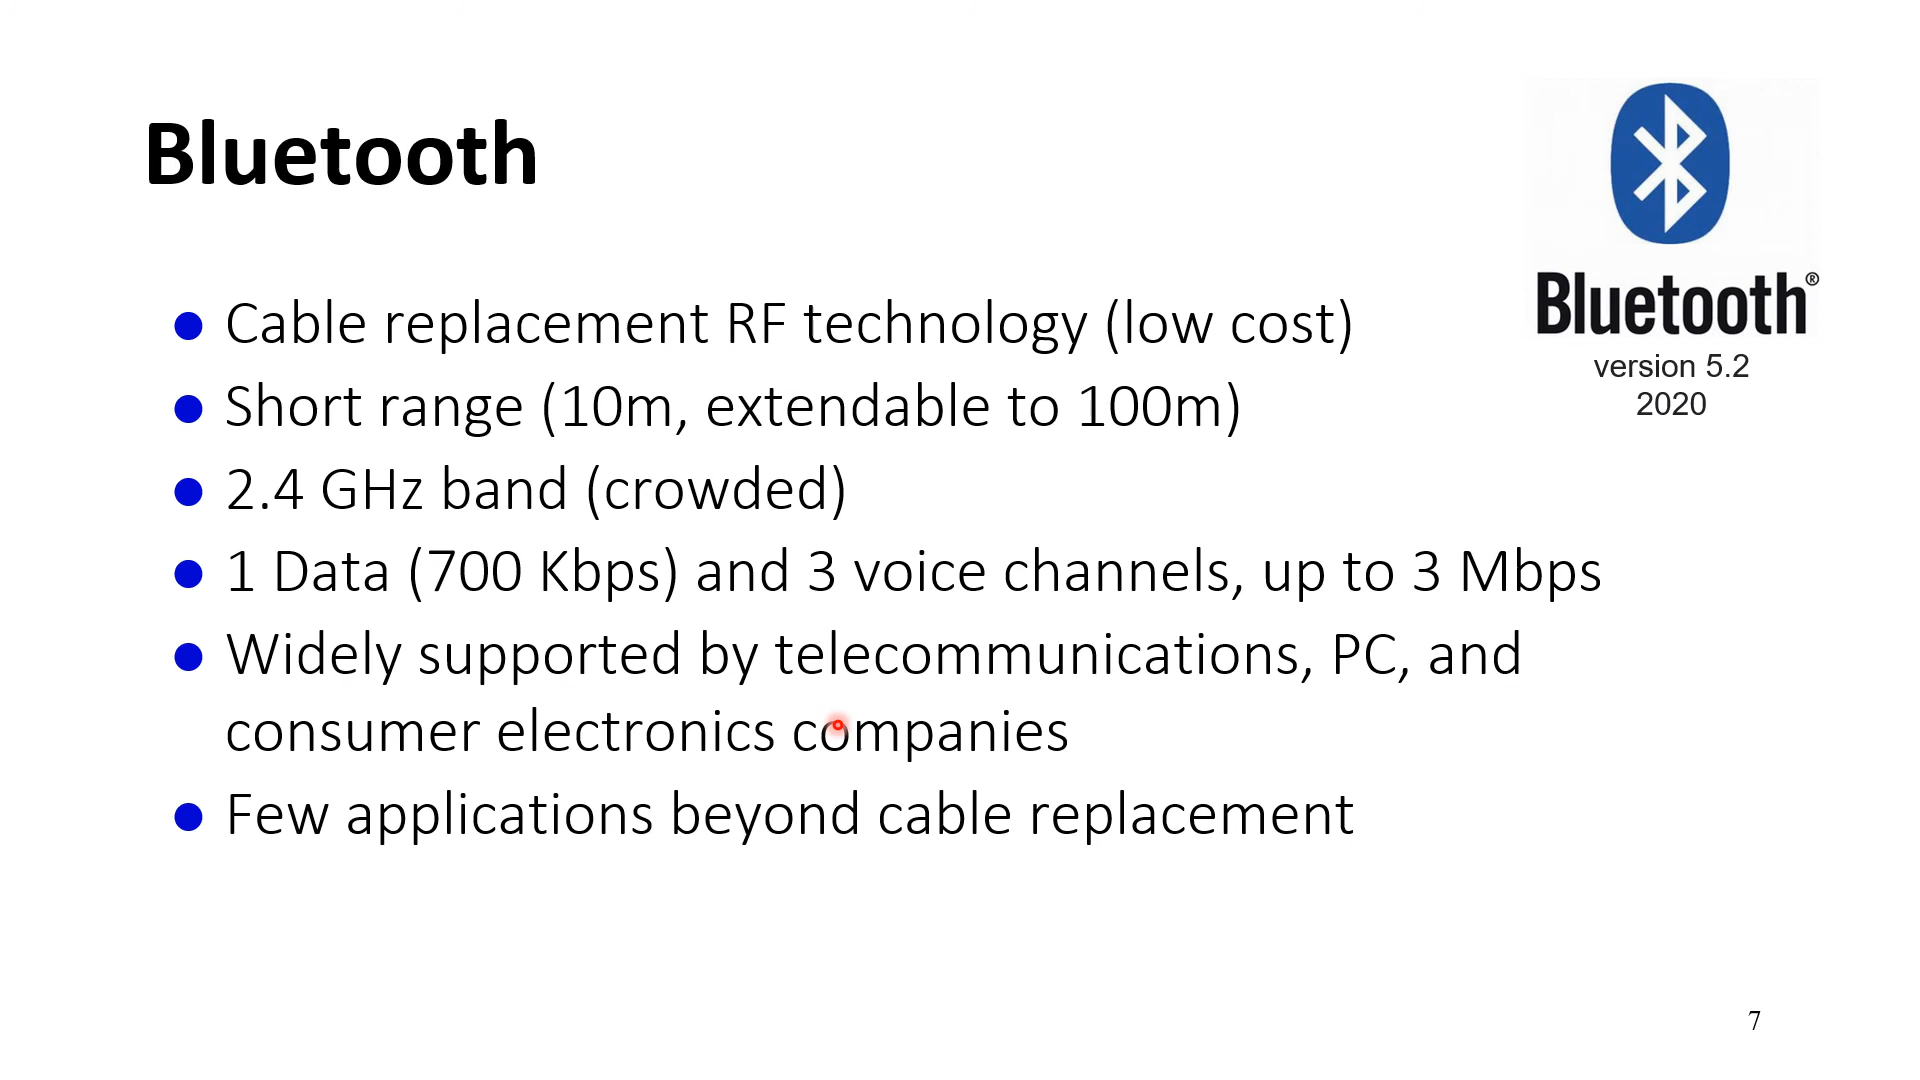 Bluetooth
Bluetooth®
version 5.2
2020
● Cable replacement RF technology (low cost)
● Short range (10m, extendable to 100m)
● 2.4 GHz band (crowded)
● 1 Data (700 Kbps) and 3 voice channels, up to 3 Mbps
● Widely supported by telecommunications, PC, and
consumer electronics companies
● Few applications beyond cable replacement
7